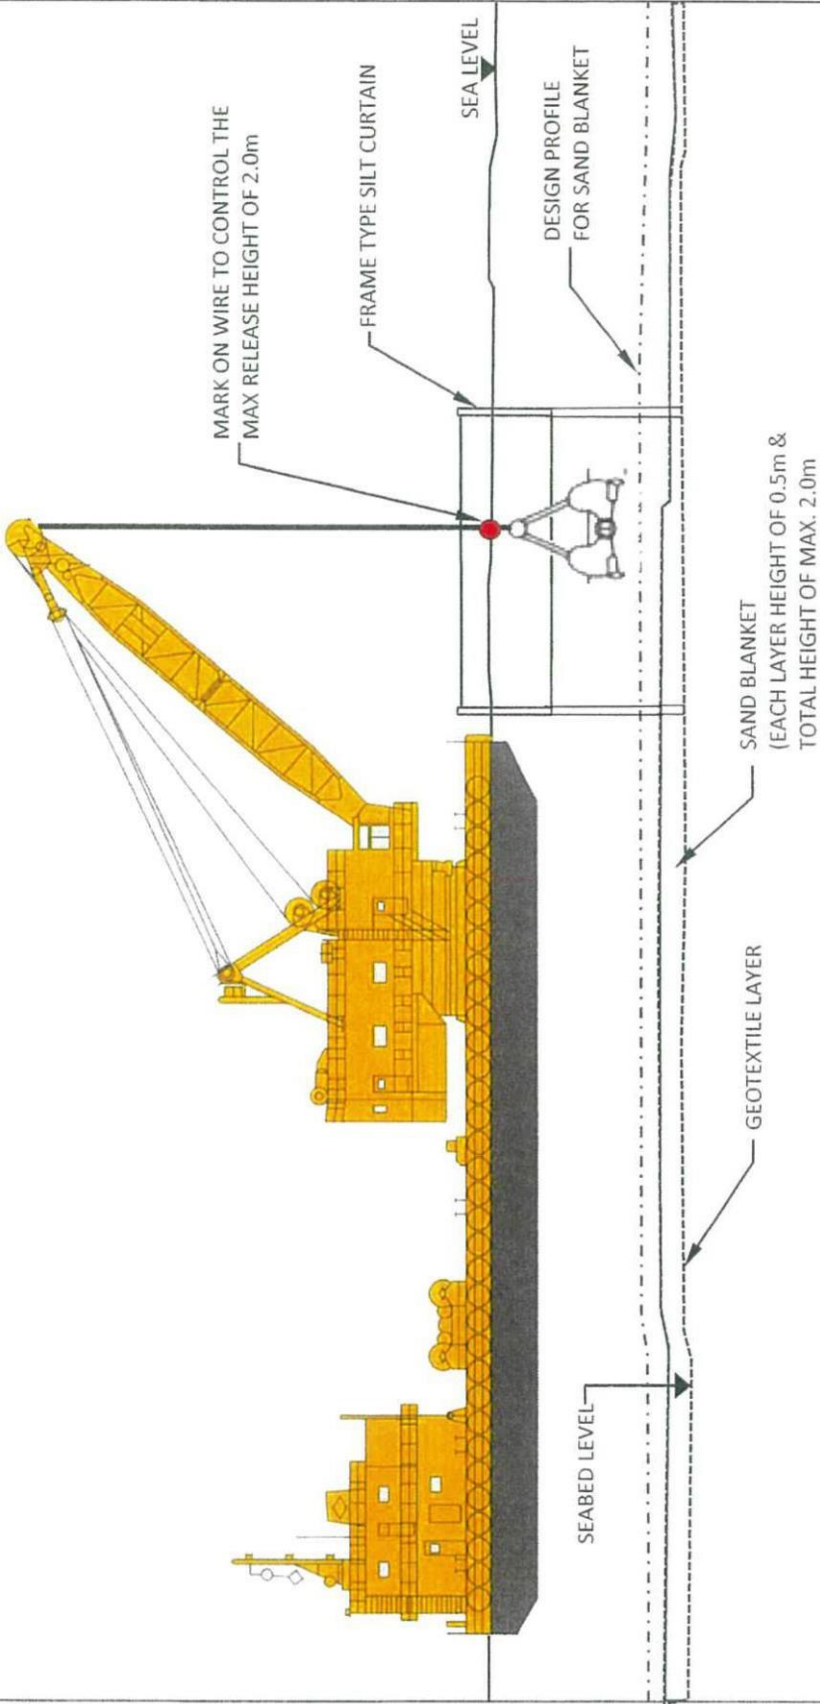 MARK ON WIRE TO CONTROL THE
MAX RELEASE HEIGHT OF 2.0m
FRAME TYPE SILT CURTAIN
SEA LEVEL
DESIGN PROFILE
FOR SAND BLANKET
SEABED LEVEL
GEOTEXTILE LAYER
SAND BLANKET
(EACH LAYER HEIGHT OF 0.5m &
TOTAL HEIGHT OF MAX. 2.0m